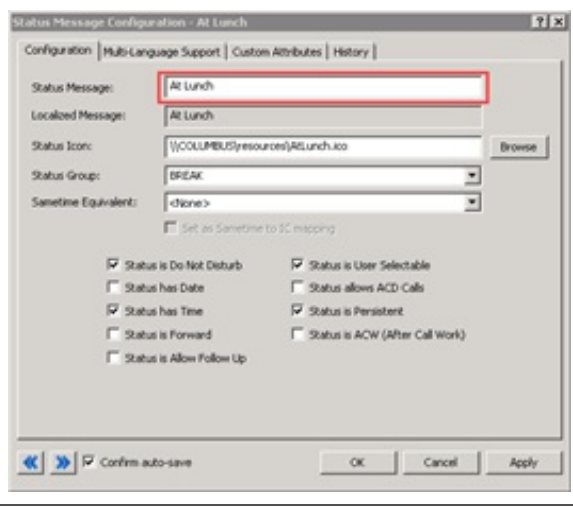 Status Message Configuration - At Lunch
Configuration Multi-Language Support Custom Attributes History
Status Message: At Lunch
Localized Message: At Lunch
Status Icon: \\COLUMBUS\resources\AtLunch.ico Browse
Status Group: BREAK
Sametime Equivalent: <None>
Set as Sametime to IC mapping
Status is Do Not Disturb Status is User Selectable
Status has Date Status allows ACD Calls
Status has Time Status is Persistent
Status is Forward Status is ACW (After Call Work)
Status is Allow Follow Up
Confirm auto-save OK Cancel Apply